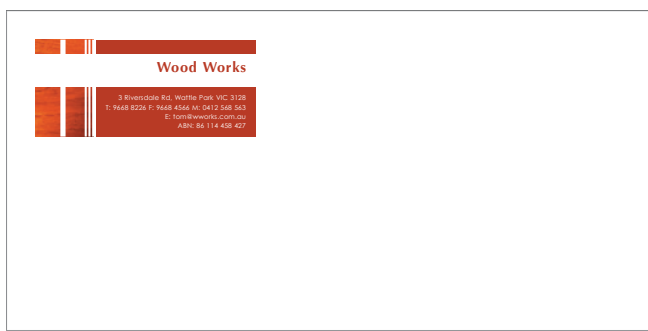 Wood Works
3 Riversdale Rd, Wattle Park VIC 3128
T: 9668 8226 F: 9668 4566 M: 0412 568 563
E: tom@wworks.com.au
ABN: 86 114 458 427